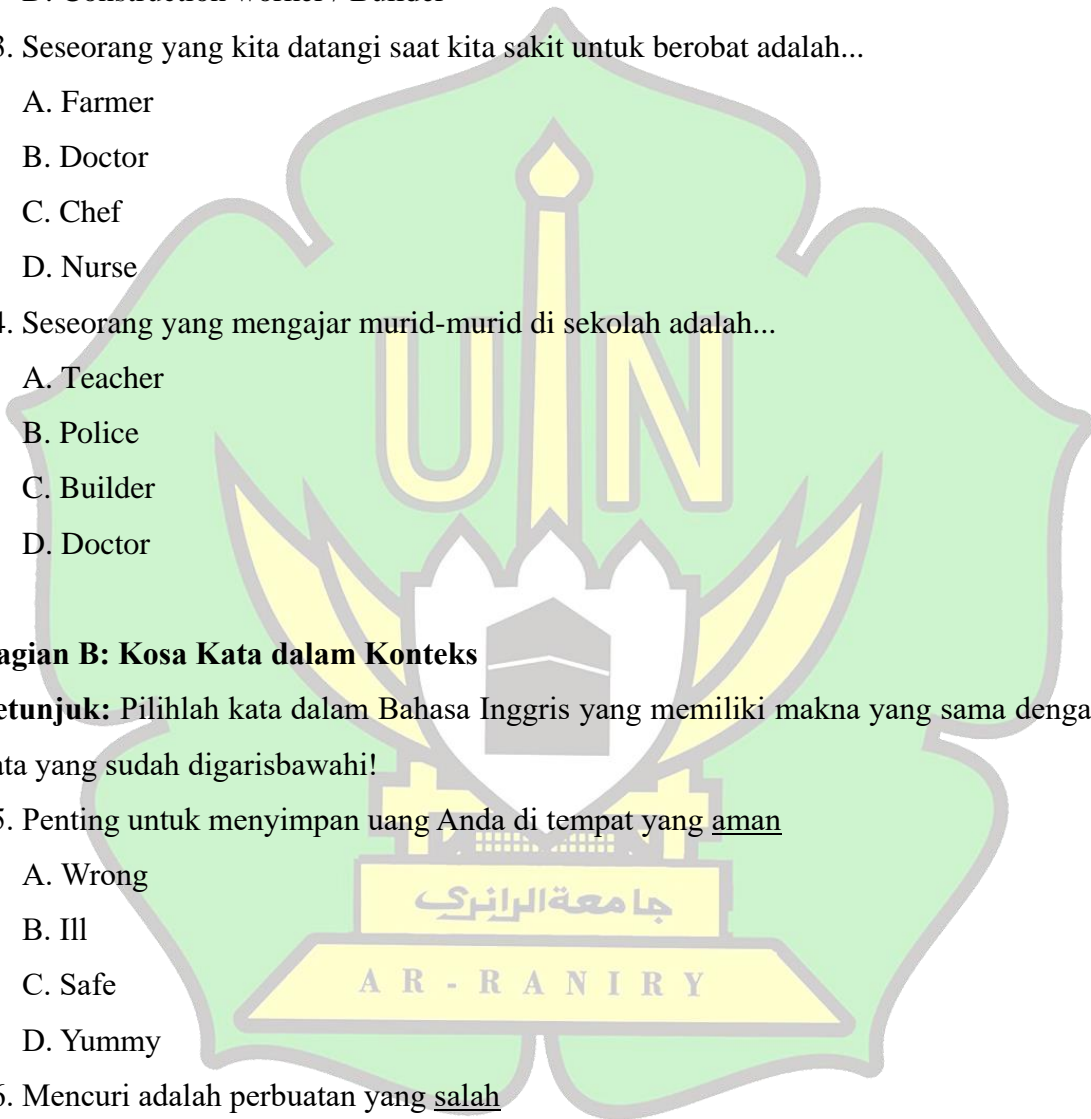 D. Construction worker / Builder
3. Seseorang yang kita datangi saat kita sakit untuk berobat adalah...
A. Farmer
B. Doctor
C. Chef
D. Nurse
4. Seseorang yang mengajar murid-murid di sekolah adalah...
A. Teacher
B. Police
C. Builder
D. Doctor
UIN
agian B: Kosa Kata dalam Konteks
etunjuk: Pilihlah kata dalam Bahasa Inggris yang memiliki makna yang sama denga
ata yang sudah digarisbawahi!
5. Penting untuk menyimpan uang Anda di tempat yang aman
A. Wrong
جامعة الرانري
B. Ill
C. Safe
AR-RANIRY
D. Yummy
6. Mencuri adalah perbuatan yang salah